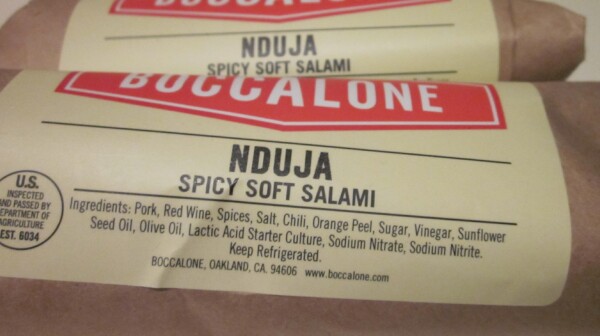 BOCCALONE
NDUJA
SPICY SOFT SALAMI
BOCCALONE
NDUJA
SPICY SOFT SALAMI
U.S.
INSPECTED
AND PASSED BY
DEPARTMENT OF
AGRICULTURE
EST. 6034
Ingredients: Pork, Red Wine, Spices, Salt, Chili, Orange Peel, Sugar, Vinegar, Sunflower
Seed Oil, Olive Oil, Lactic Acid Starter Culture, Sodium Nitrate, Sodium Nitrite.
Keep Refrigerated.
BOCCALONE, OAKLAND, CA. 94606 www.boccalone.com